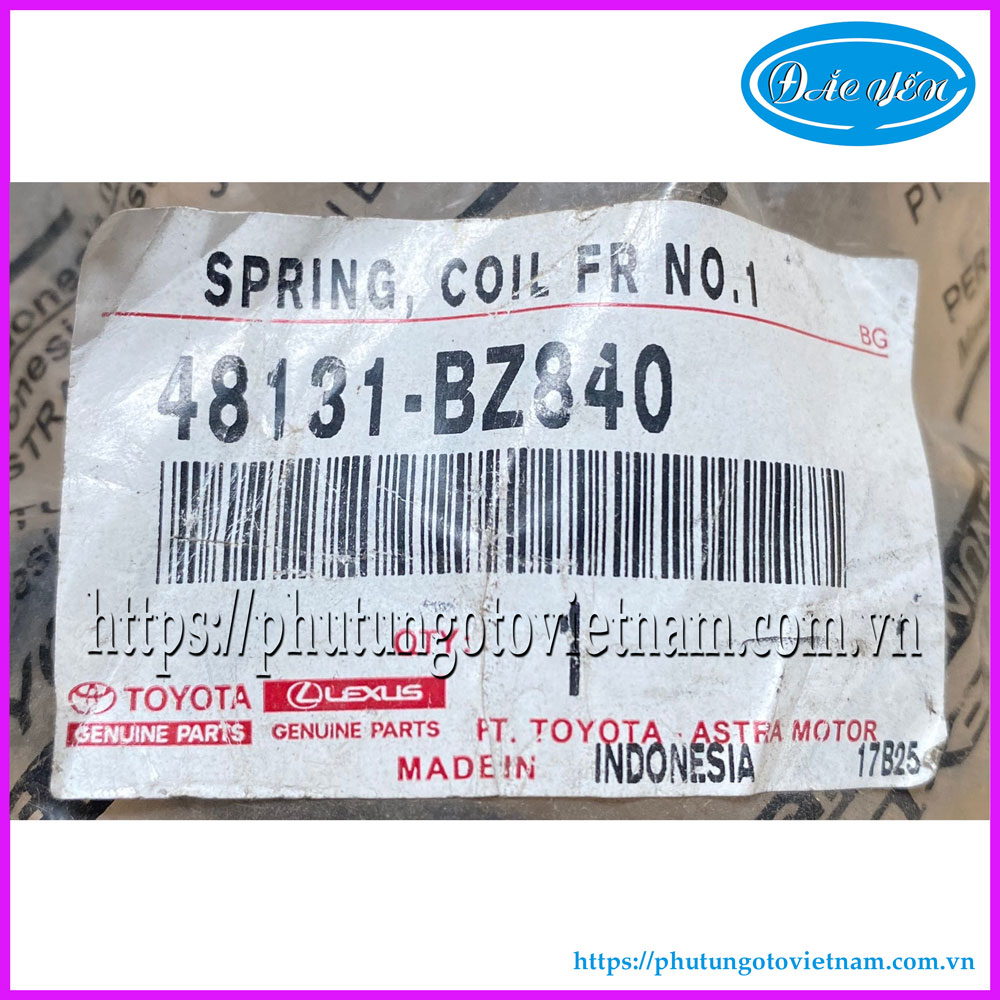 ĐẮC YẾN
SPRING, COIL FR NO.1
BG
48131-BZ840
https://phutungotovietnam.com.vn
QTY: 1
TOYOTA LEXUS
GENUINE PARTS GENUINE PARTS PT. TOYOTA - ASTRA MOTOR
MADE IN INDONESIA 17B25
https://phutungotovietnam.com.vn